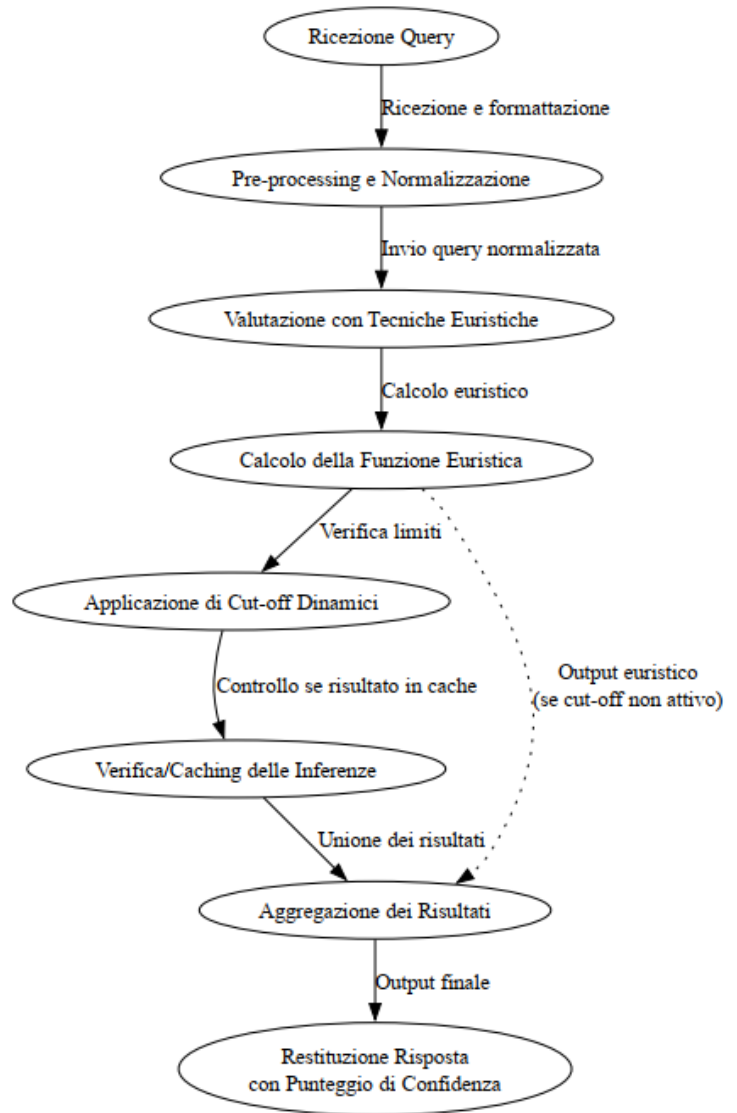 Ricezione Query
Ricezione e formattazione
Pre-processing e Normalizzazione
Invio query normalizzata
Valutazione con Tecniche Euristiche
Calcolo euristico
Calcolo della Funzione Euristica
Verifica limiti
Applicazione di Cut-off Dinamici
Output euristico
(se cut-off non attivo)
Controllo se risultato in cache
Verifica/Caching delle Inferenze
Unione dei risultati
Aggregazione dei Risultati
Output finale
Restituzione Risposta
con Punteggio di Confidenza